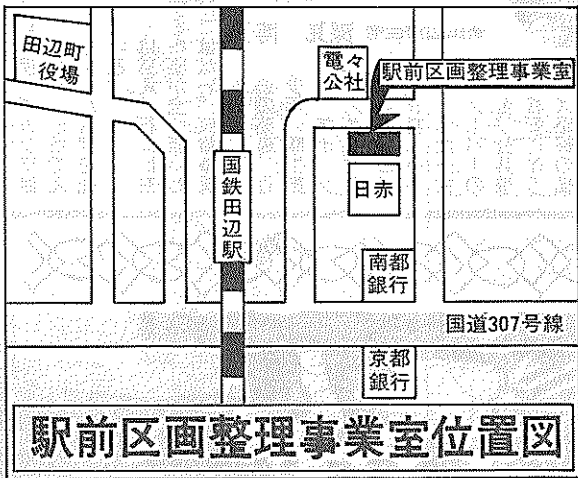 田辺町
役場
電々
公社
駅前区画整理事業室
国鉄田辺駅
日赤
南都
銀行
国道307号線
京都
銀行
駅前区画整理事業室位置図